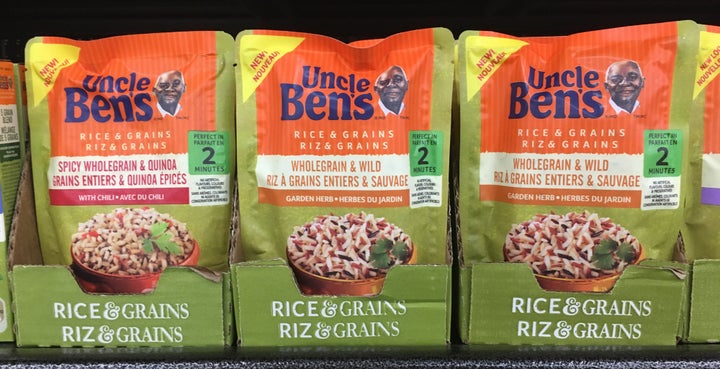 NEW!
NOUVEAU!
Uncle
Ben's
RICE & GRAINS
RIZ & GRAINS
PERFECT IN
PARFAIT EN
2
MINUTES
SPICY WHOLEGRAIN & QUINOA
GRAINS ENTIERS & QUINOA ÉPICÉS
WITH CHILI • AVEC DU CHILI
RICE & GRAINS
RIZ & GRAINS
NEW!
NOUVEAU!
Uncle
Ben's
RICE & GRAINS
RIZ & GRAINS
PERFECT IN
PARFAIT EN
2
MINUTES
WHOLEGRAIN & WILD
RIZ À GRAINS ENTIERS & SAUVAGE
GARDEN HERB • HERBES DU JARDIN
RICE & GRAINS
RIZ & GRAINS
NEW!
NOUVEAU!
Uncle
Ben's
RICE & GRAINS
RIZ & GRAINS
PERFECT IN
PARFAIT EN
2
MINUTES
WHOLEGRAIN & WILD
RIZ À GRAINS ENTIERS & SAUVAGE
GARDEN HERB • HERBES DU JARDIN
RICE & GRAINS
RIZ & GRAINS